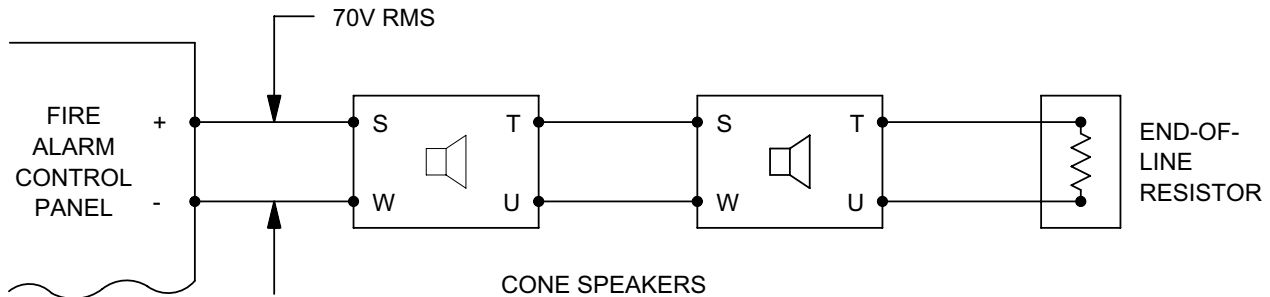 70V RMS
FIRE
ALARM
CONTROL
PANEL
+
-
S
T
W
U
S
T
W
U
END-OF-
LINE
RESISTOR
CONE SPEAKERS